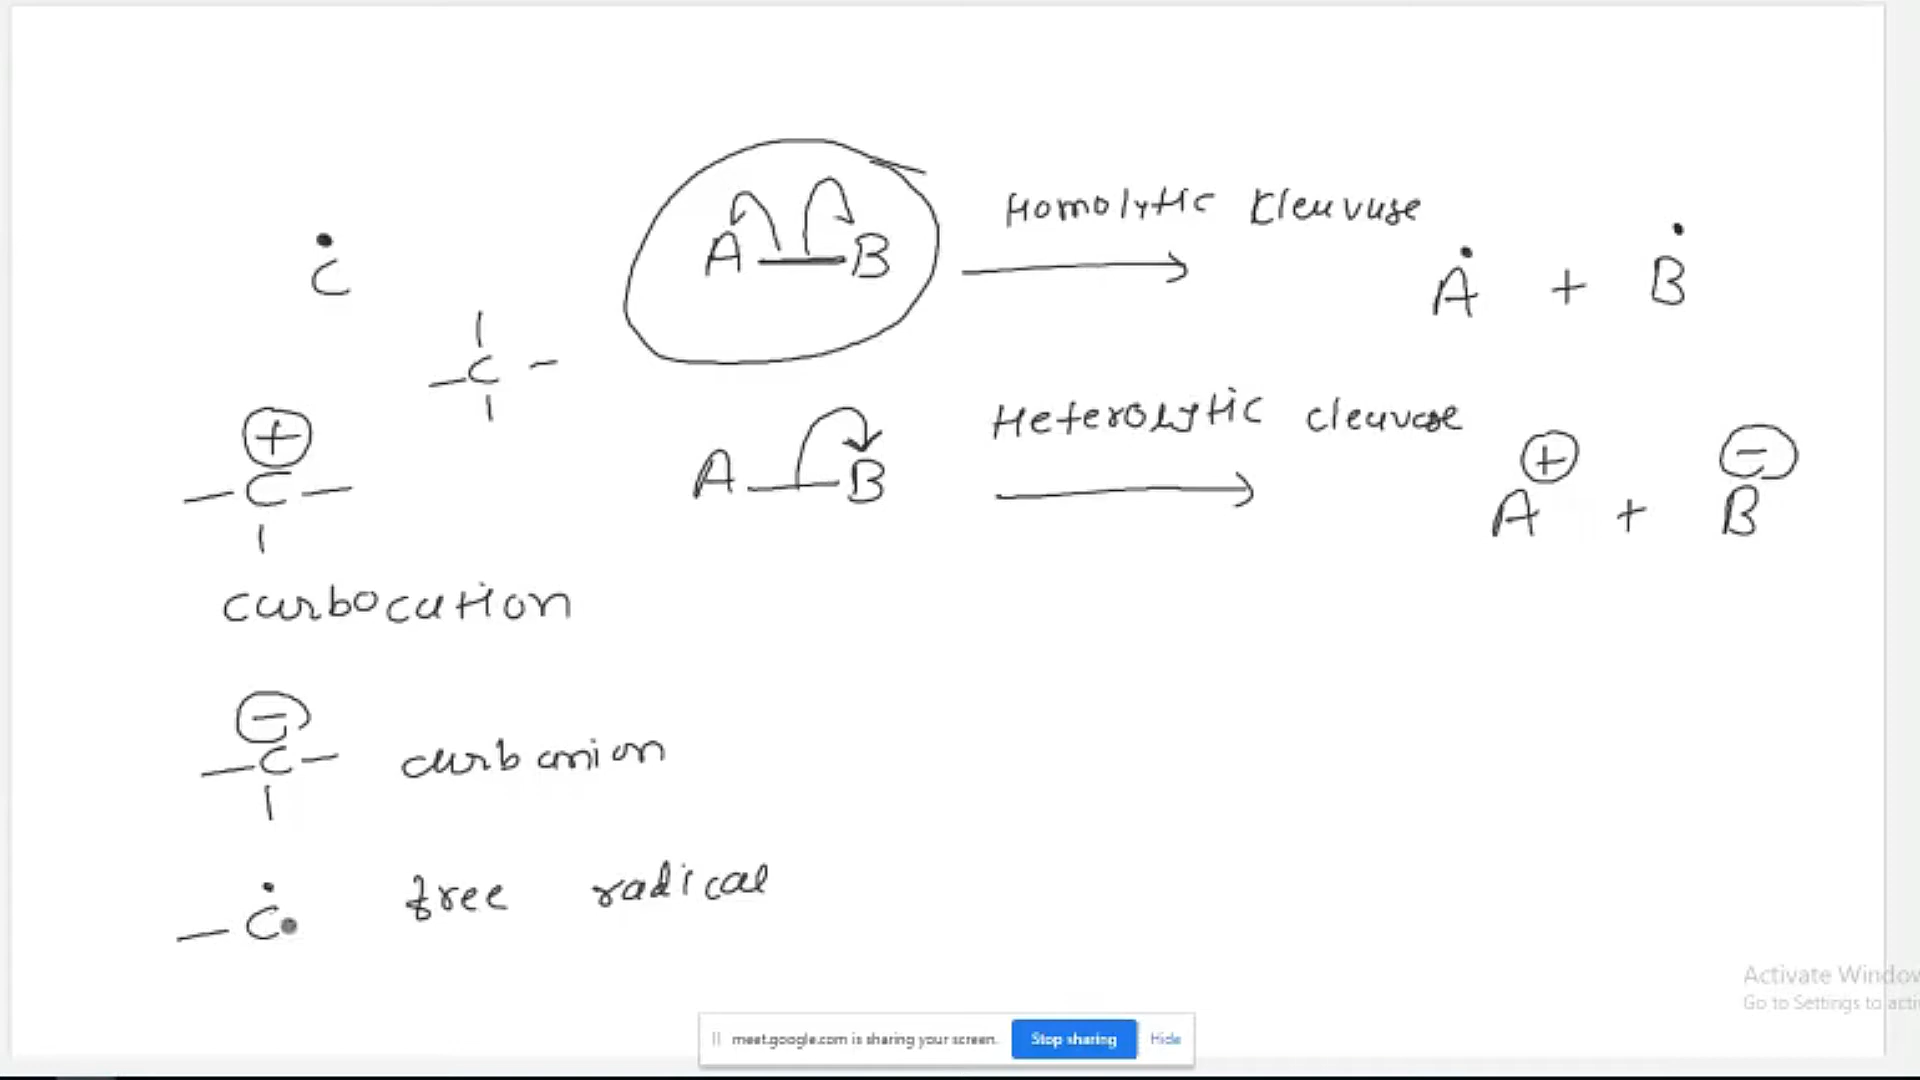 Homolytic Cleavage
Ċ
A — B
Ȧ + Ḃ
— C —
Heterolytic cleavage
⊕
— C —
A — B
⊕ ⊖
A + B
carbocation
⊖
— C — carbanion
— Ċ free radical
Activate Window
Go to Settings to acti
meet.google.com is sharing your screen. Stop sharing Hide